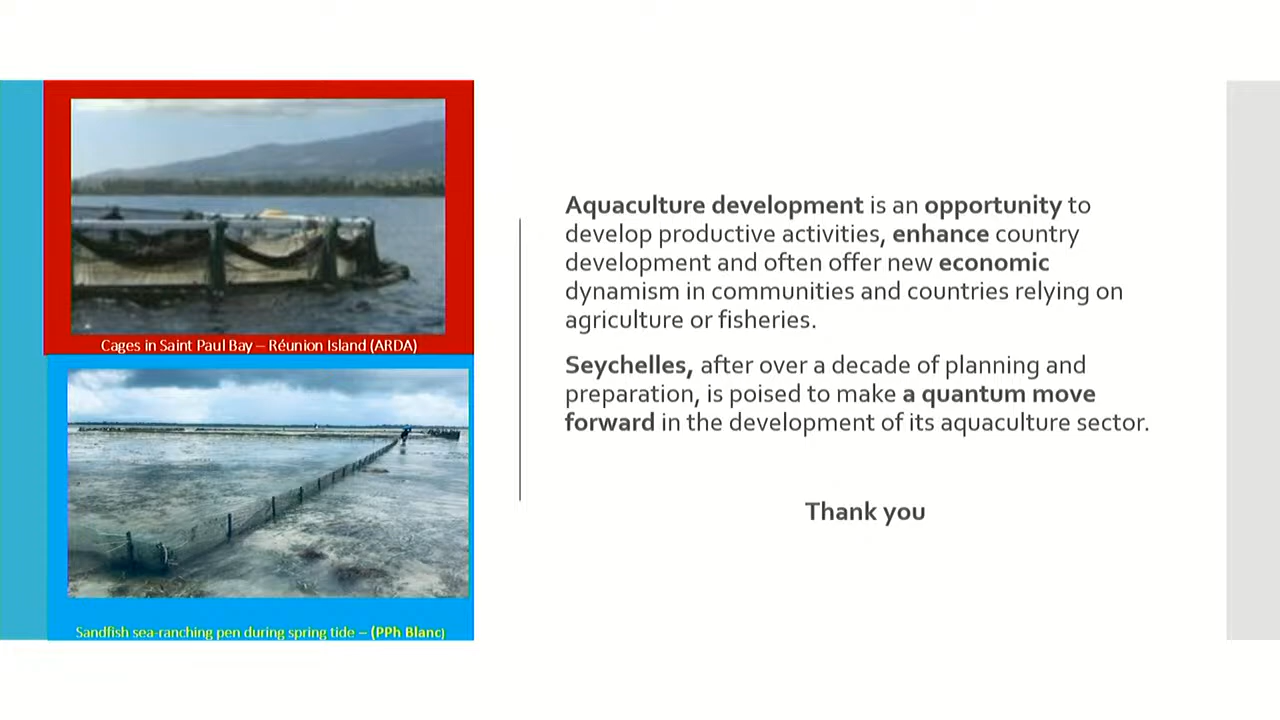 Cages in Saint Paul Bay – Réunion Island (ARDA)
Sandfish sea-ranching pen during spring tide – (PPh Blanc)
Aquaculture development is an opportunity to
develop productive activities, enhance country
development and often offer new economic
dynamism in communities and countries relying on
agriculture or fisheries.
Seychelles, after over a decade of planning and
preparation, is poised to make a quantum move
forward in the development of its aquaculture sector.
Thank you